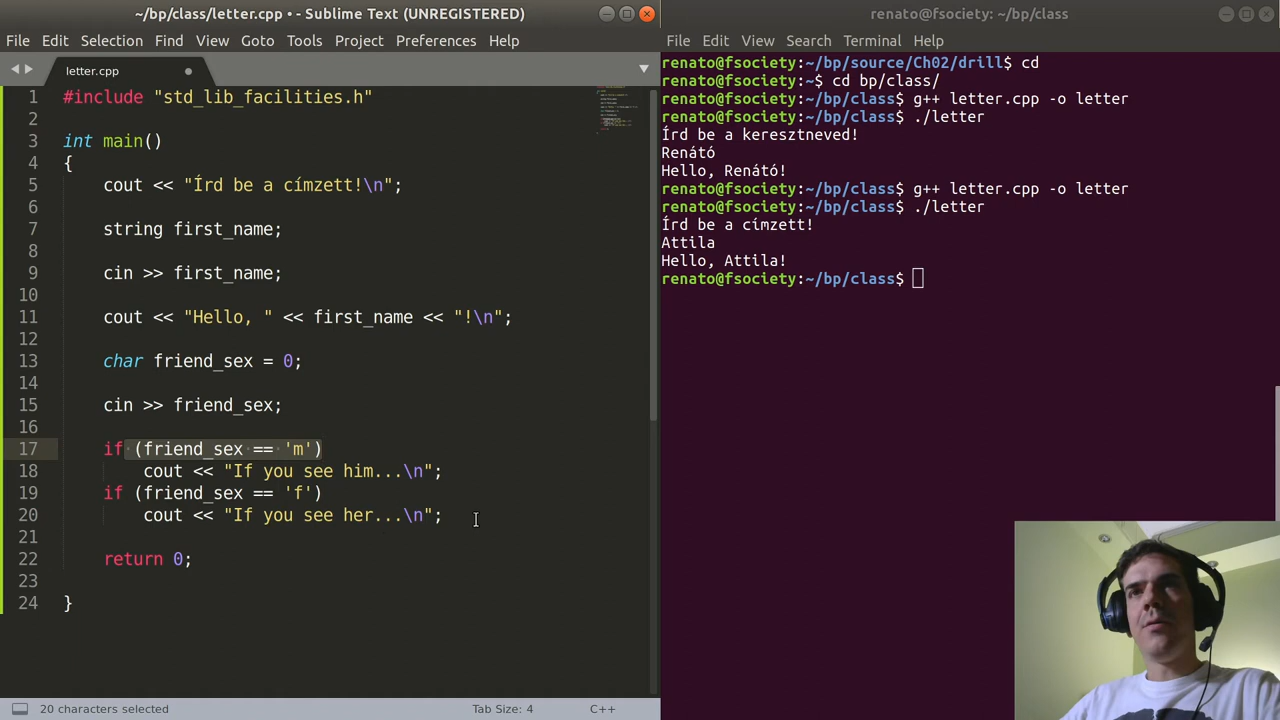 ~/bp/class/letter.cpp • - Sublime Text (UNREGISTERED)
File Edit Selection Find View Goto Tools Project Preferences Help
letter.cpp
1 #include "std_lib_facilities.h"
2
3 int main()
4 {
5 cout << "Írd be a címzett!\n";
6
7 string first_name;
8
9 cin >> first_name;
10
11 cout << "Hello, " << first_name << "!\n";
12
13 char friend_sex = 0;
14
15 cin >> friend_sex;
16
17 if (friend_sex == 'm')
18 cout << "If you see him...\n";
19 if (friend_sex == 'f')
20 cout << "If you see her...\n";
21
22 return 0;
23
24 }
20 characters selected
Tab Size: 4
C++
renato@fsociety: ~/bp/class
File Edit View Search Terminal Help
renato@fsociety:~/bp/source/Ch02/drill$ cd
renato@fsociety:~$ cd bp/class/
renato@fsociety:~/bp/class$ g++ letter.cpp -o letter
renato@fsociety:~/bp/class$ ./letter
Írd be a keresztneved!
Renátó
Hello, Renátó!
renato@fsociety:~/bp/class$ g++ letter.cpp -o letter
renato@fsociety:~/bp/class$ ./letter
Írd be a címzett!
Attila
Hello, Attila!
renato@fsociety:~/bp/class$